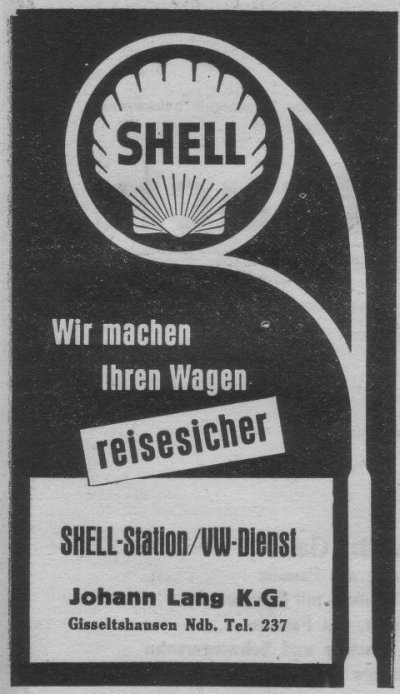 SHELL
Wir machen
Ihren Wagen
reisesicher
SHELL-Station/VW-Dienst
Johann Lang K.G.
Gisseltshausen Ndb. Tel. 237